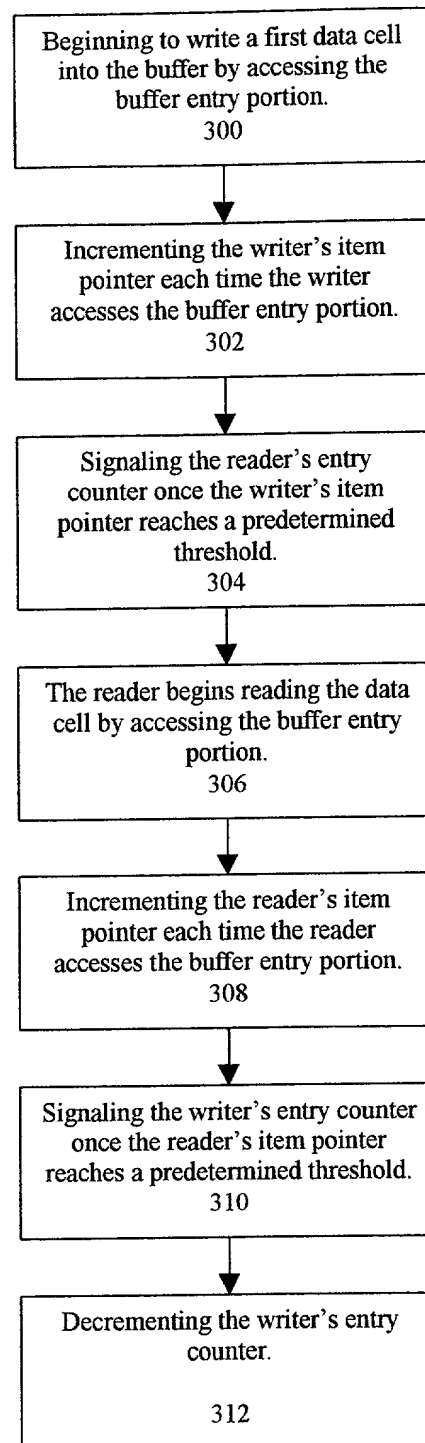 Beginning to write a first data cell
into the buffer by accessing the
buffer entry portion.
300
Incrementing the writer's item
pointer each time the writer
accesses the buffer entry portion.
302
Signaling the reader's entry
counter once the writer's item
pointer reaches a predetermined
threshold.
304
The reader begins reading the data
cell by accessing the buffer entry
portion.
306
Incrementing the reader's item
pointer each time the reader
accesses the buffer entry portion.
308
Signaling the writer's entry counter
once the reader's item pointer
reaches a predetermined threshold.
310
Decrementing the writer's entry
counter.
312